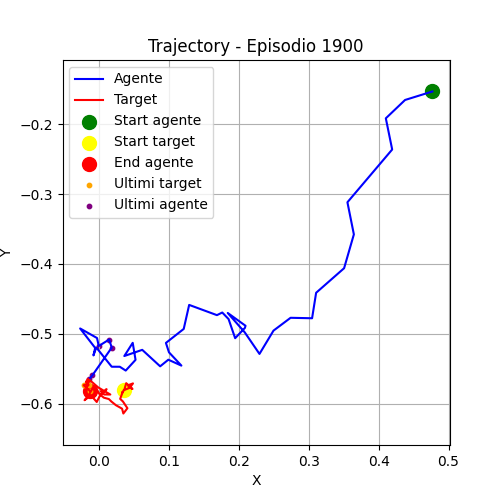 Trajectory - Episodio 1900
Agente
Target
Start agente
Start target
End agente
Ultimi target
Ultimi agente
Y
−0.2
−0.3
−0.4
−0.5
−0.6
0.0 0.1 0.2 0.3 0.4 0.5
X